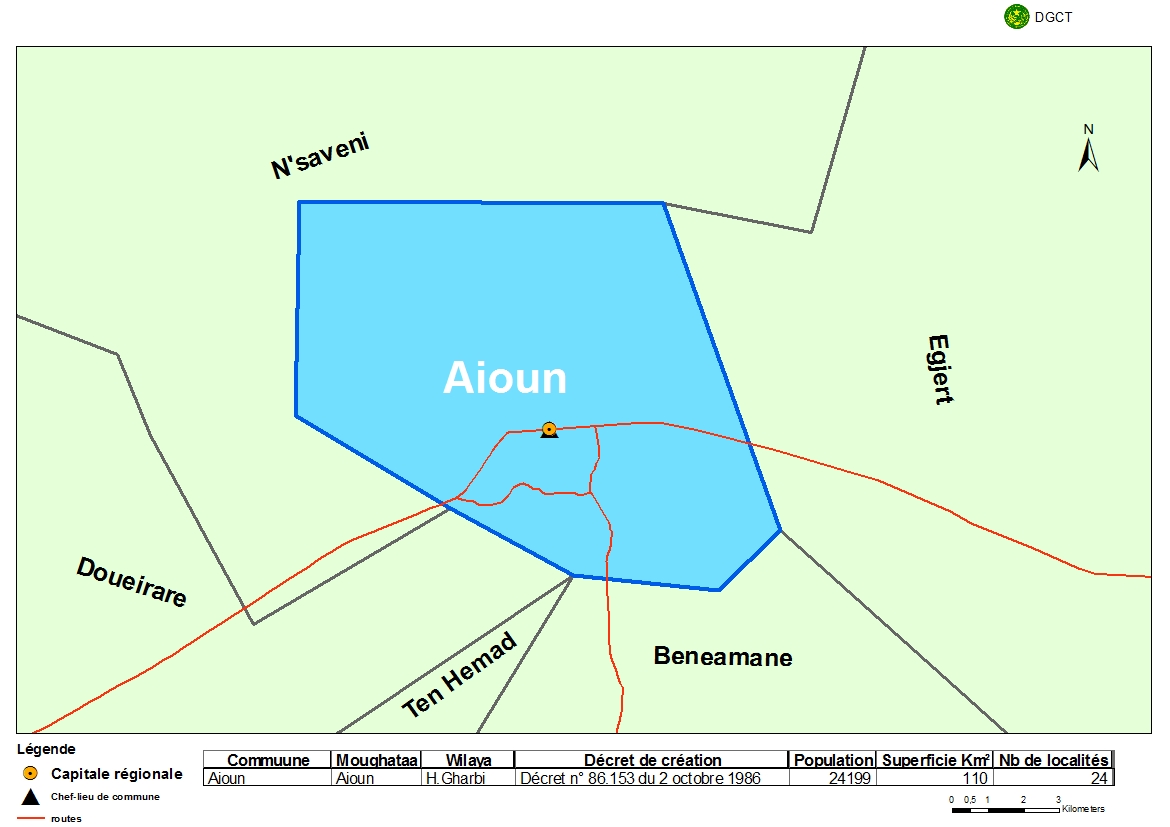 DGCT
N
N'saveni
Egjert
Aioun
Doueirare
Ten Hemad
Beneamane
Légende
Capitale régionale
Chef-lieu de commune
routes
Commuune Moughataa Wilaya Décret de création Population Superficie Km² Nb de localités
Aioun Aioun H.Gharbi Décret n° 86.153 du 2 octobre 1986 24199 110 24
0 0,5 1 2 3
Kilometers